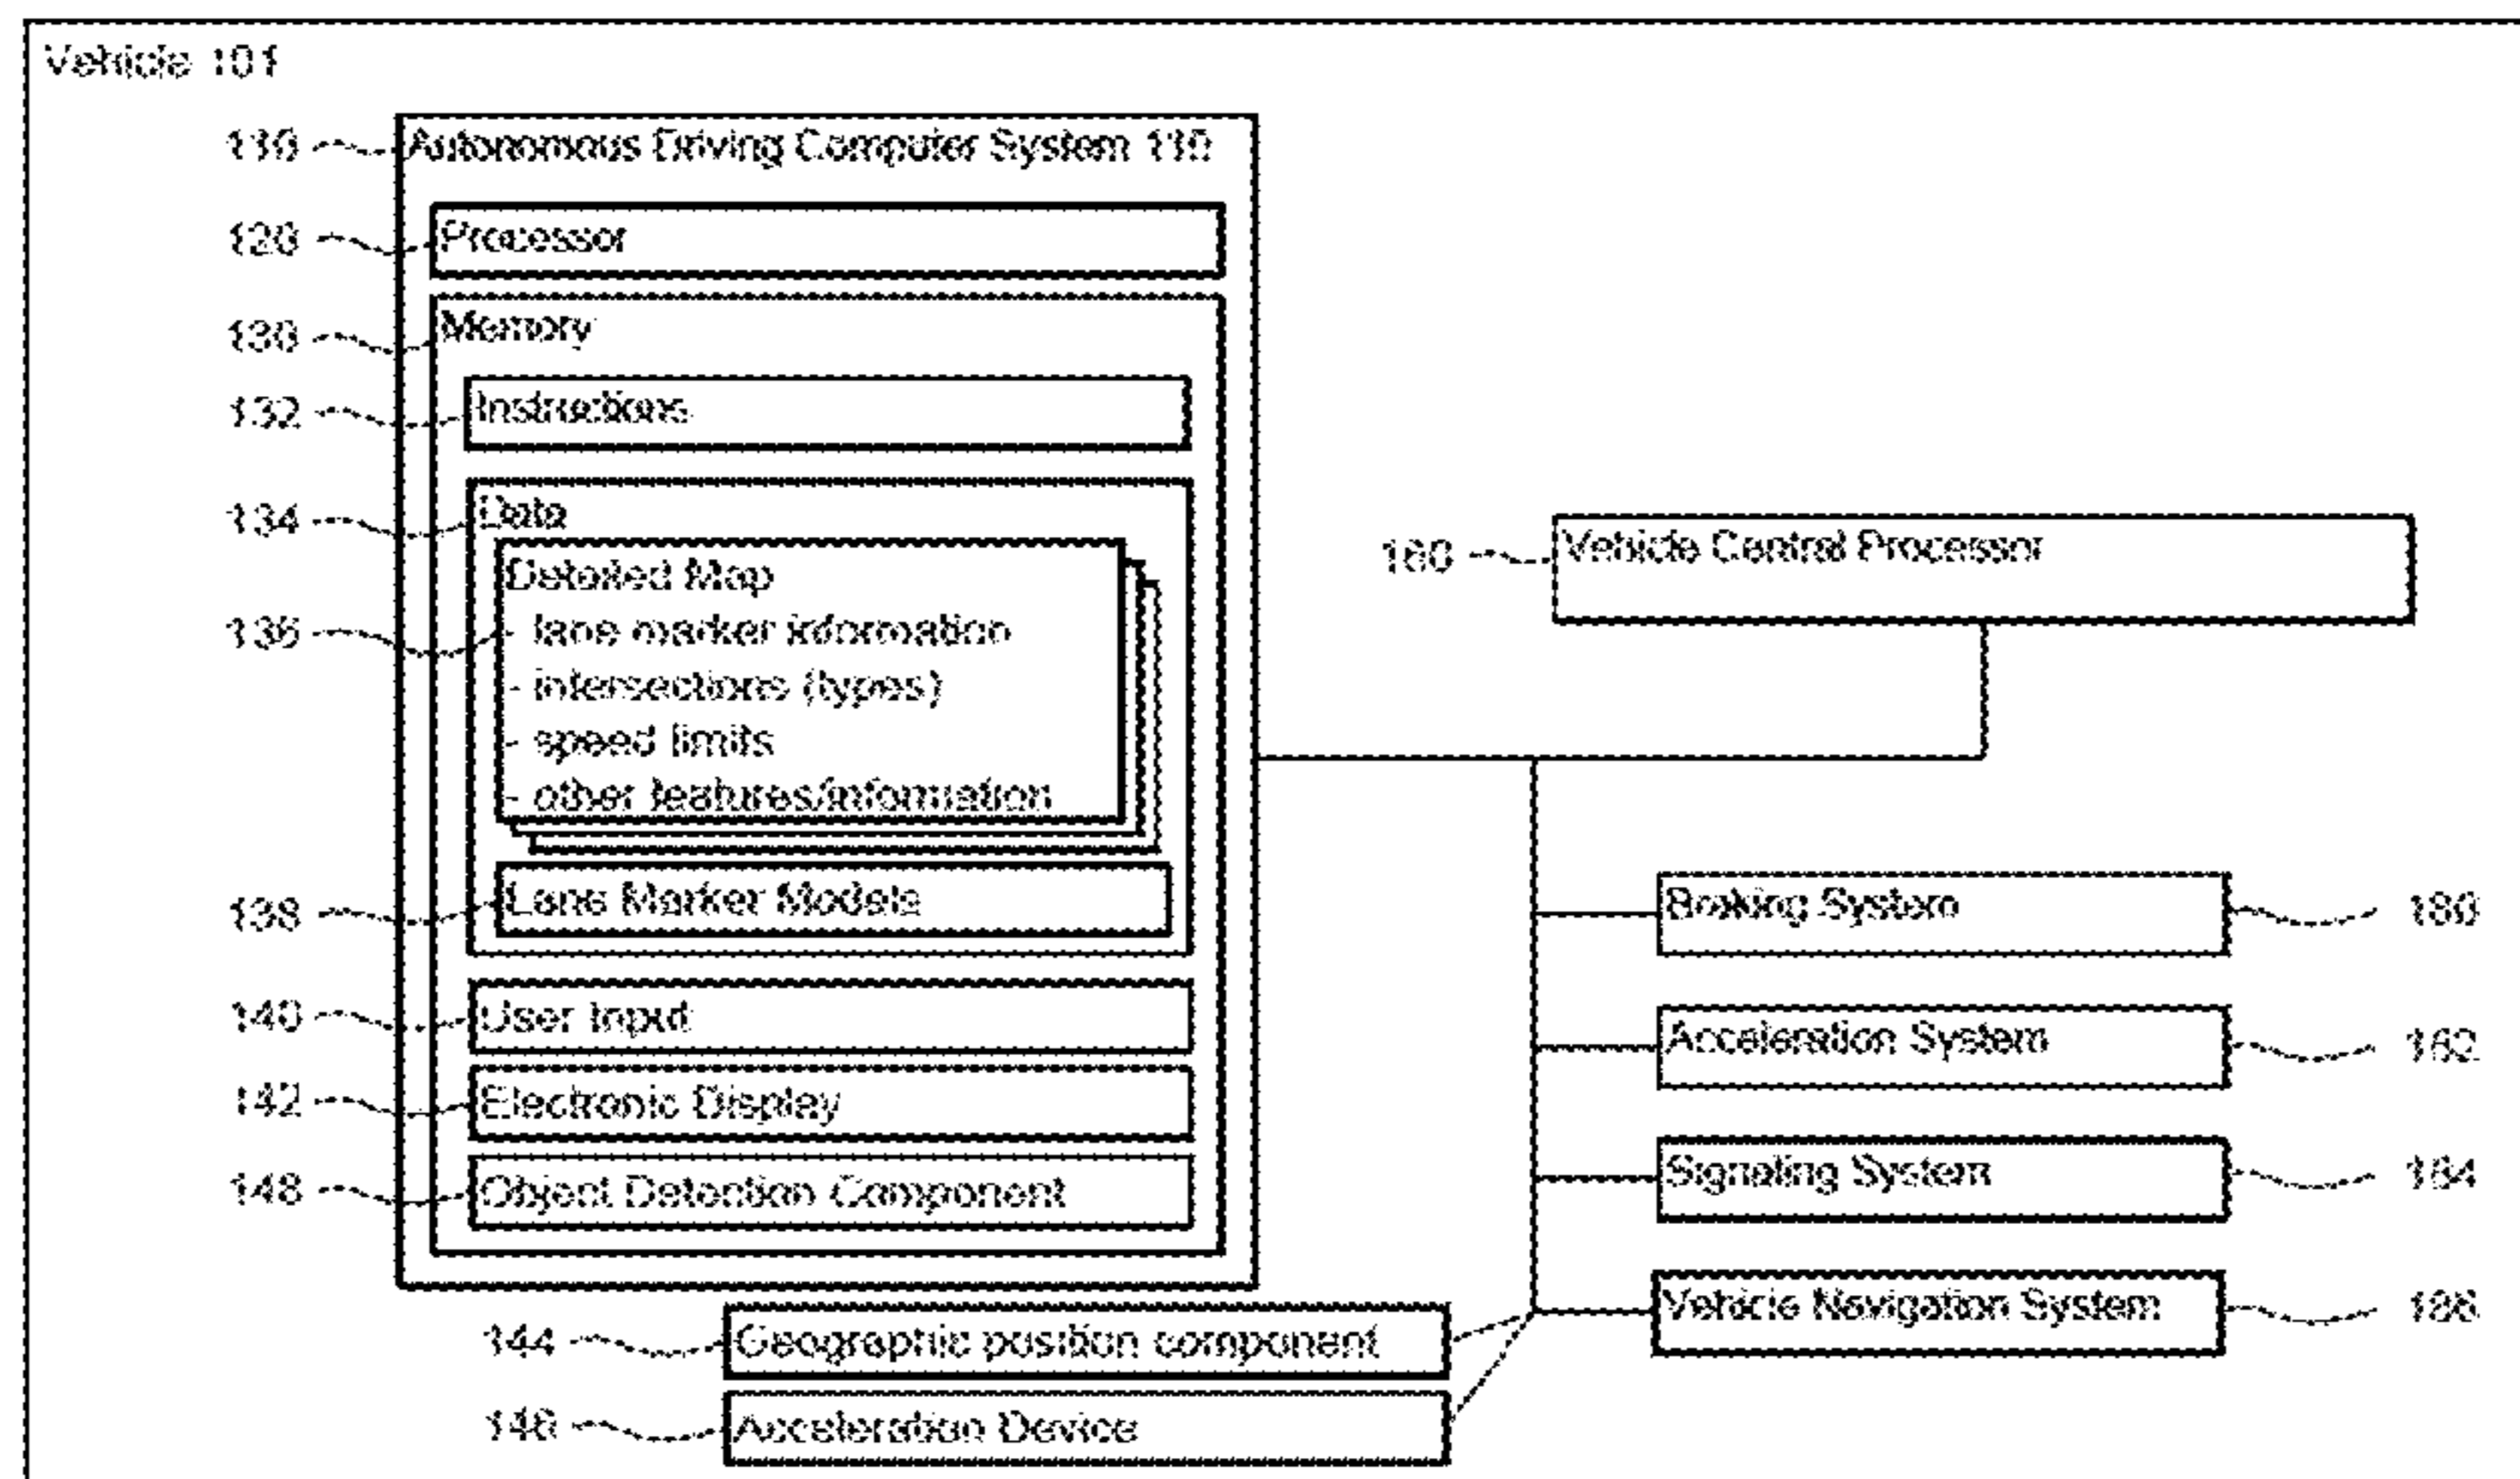 Vehicle 101
110 Autonomous Driving Computer System 110
120 Processor
130 Memory
132 Instructions
134 Data
Detailed Map
136 - lane marker information
- intersections (types)
- speed limits
- other features/information
138 Lane Marker Models
140 User Input
142 Electronic Display
148 Object Detection Component
144 Geographic position component
146 Acceleration Device
160 Vehicle Central Processor
Braking System 180
Acceleration System 182
Signaling System 184
Vehicle Navigation System 186